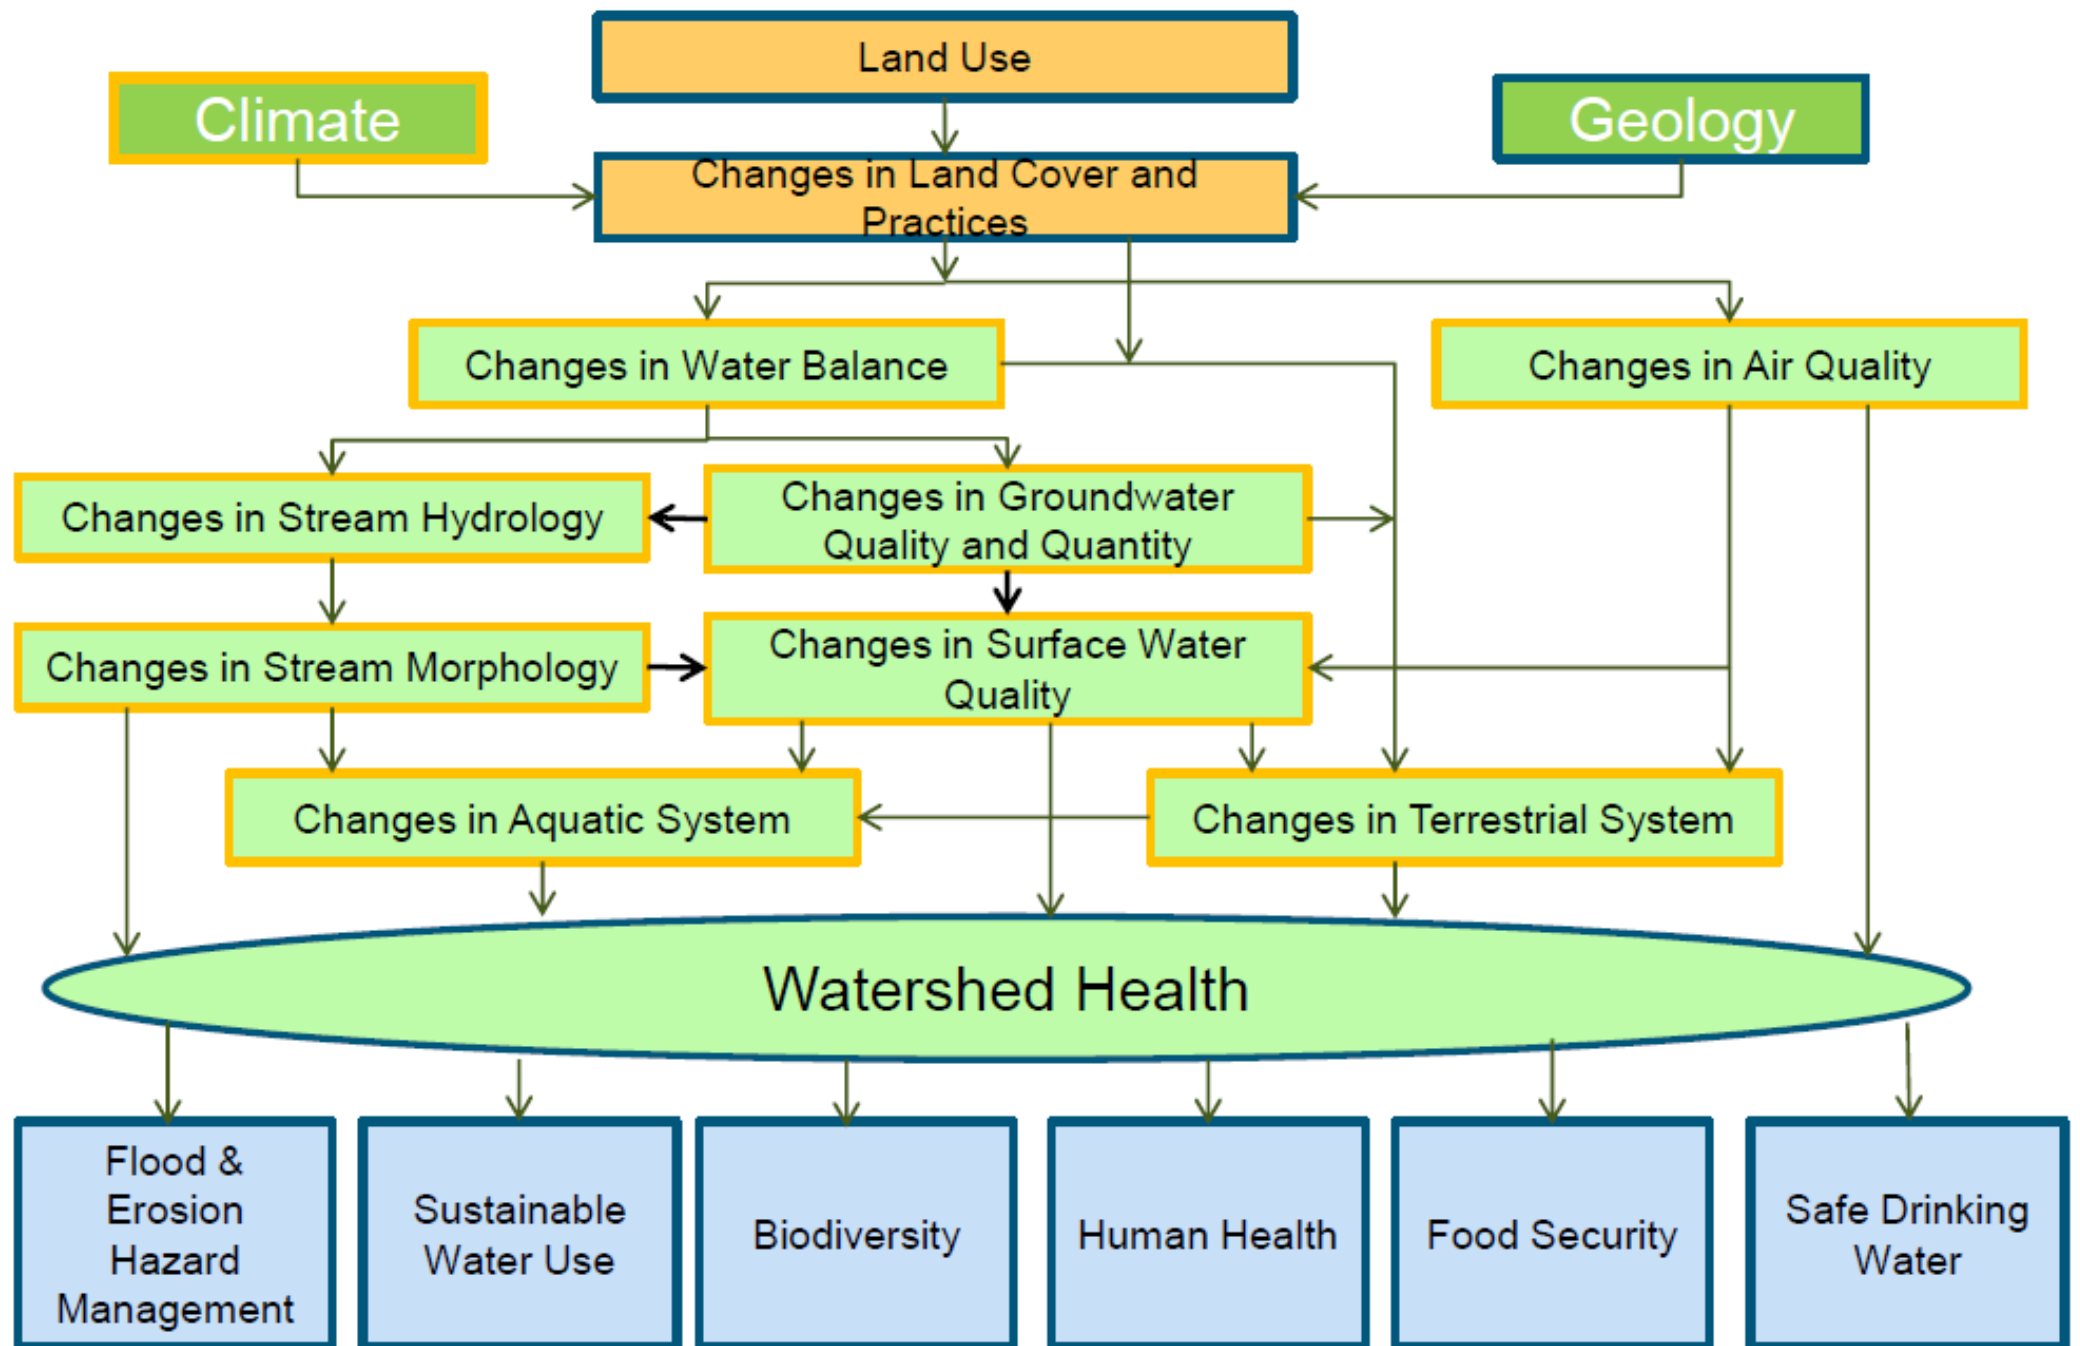 Land Use
Climate
Geology
Changes in Land Cover and
Practices
Changes in Water Balance
Changes in Air Quality
Changes in Stream Hydrology
Changes in Groundwater
Quality and Quantity
Changes in Stream Morphology
Changes in Surface Water
Quality
Changes in Aquatic System
Changes in Terrestrial System
Watershed Health
Flood &
Erosion
Hazard
Management
Sustainable
Water Use
Biodiversity
Human Health
Food Security
Safe Drinking
Water